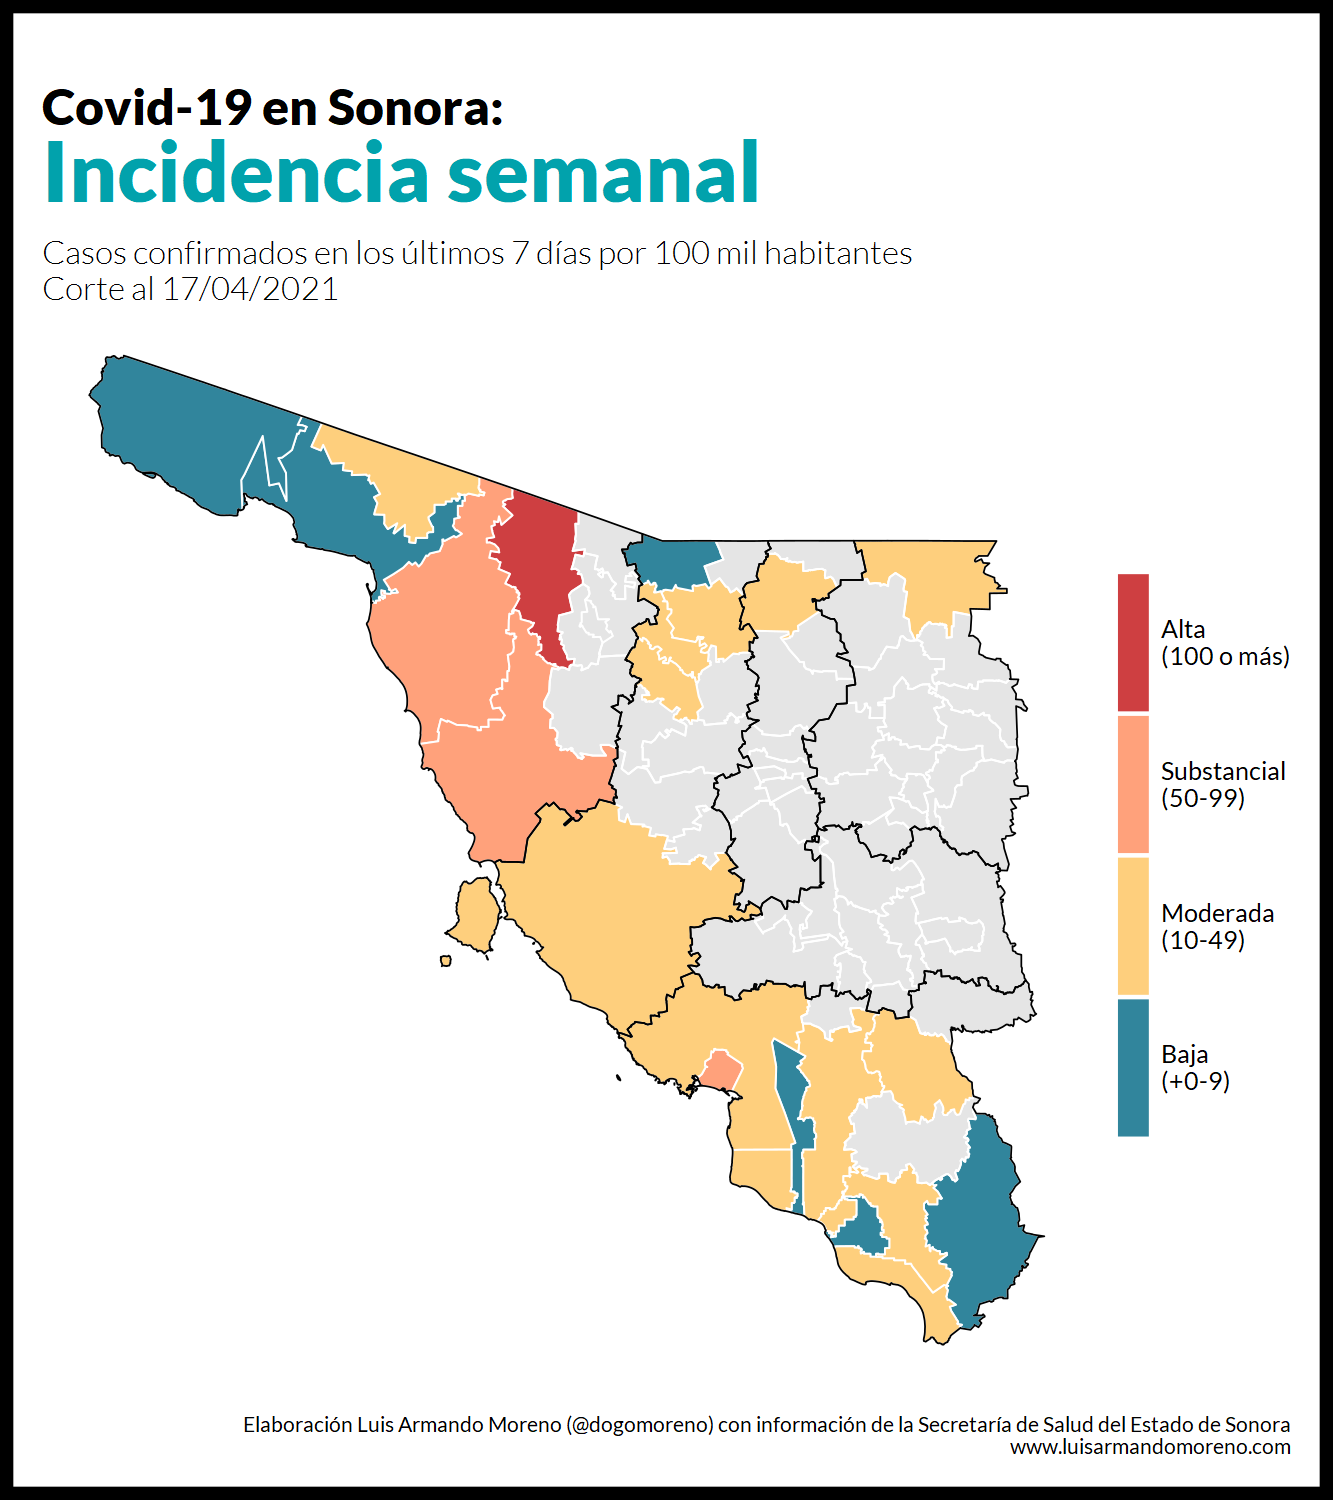 Covid-19 en Sonora:
Incidencia semanal
Casos confirmados en los últimos 7 días por 100 mil habitantes
Corte al 17/04/2021
Alta
(100 o más)
Substancial
(50-99)
Moderada
(10-49)
Baja
(+0-9)
Elaboración Luis Armando Moreno (@dogomoreno) con información de la Secretaría de Salud del Estado de Sonora
www.luisarmandomoreno.com